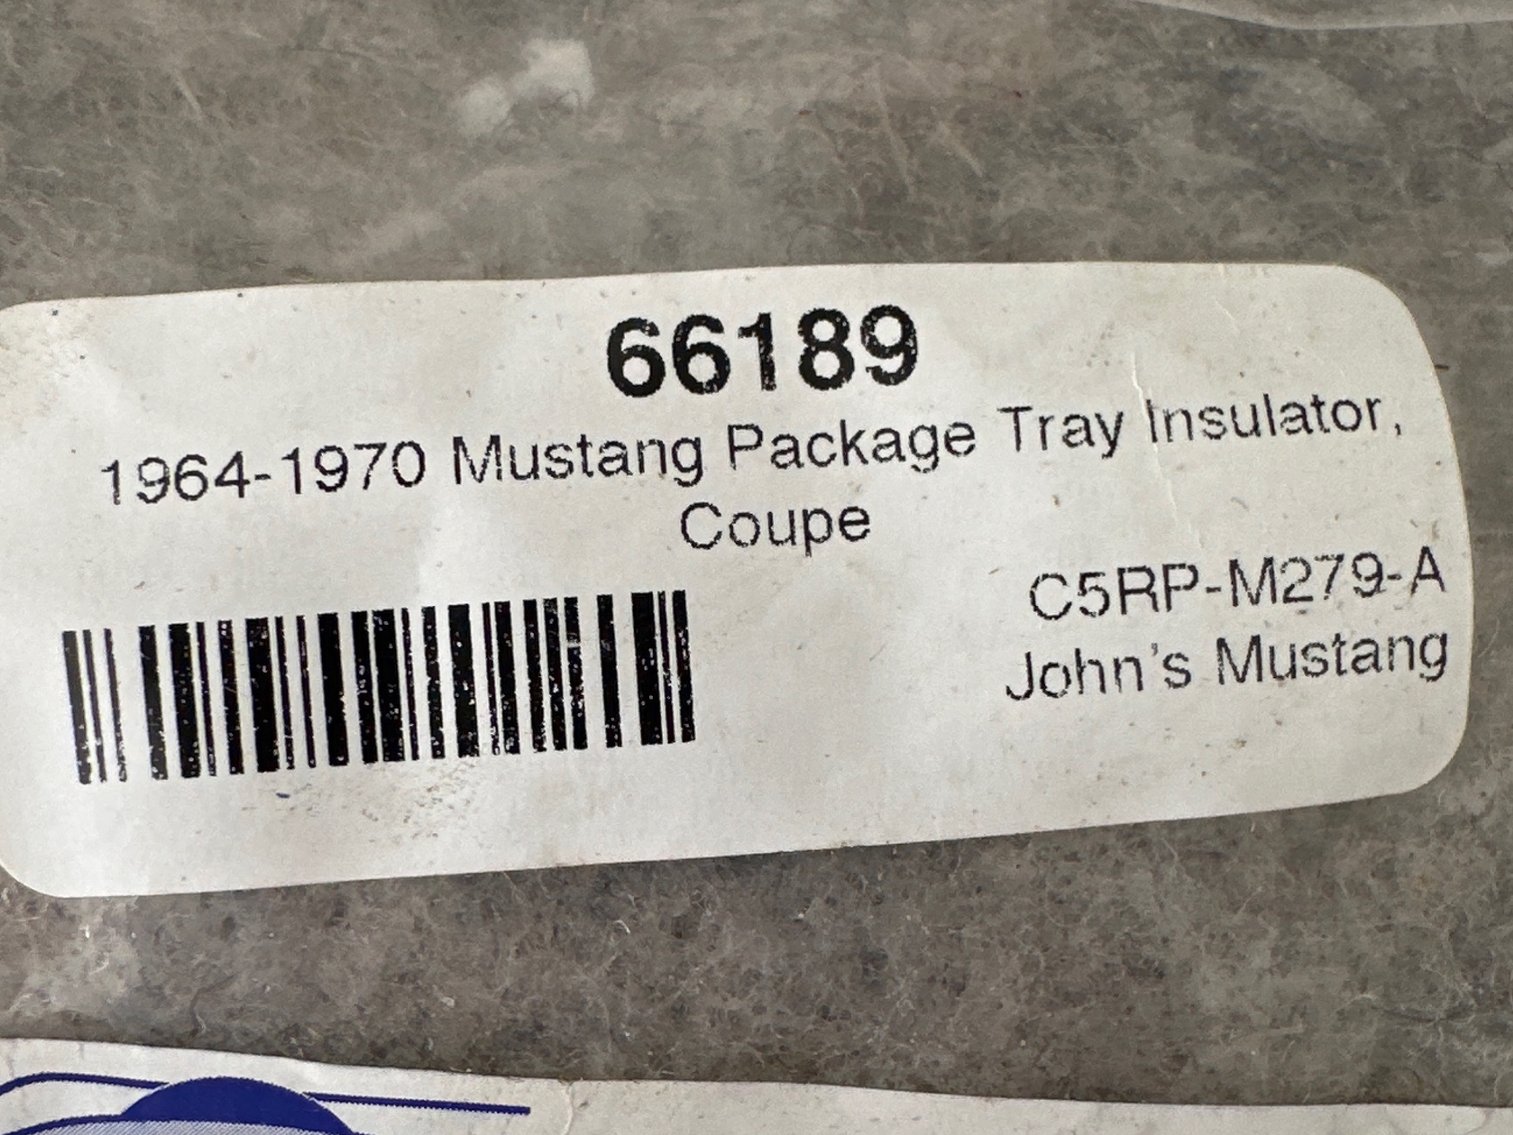 66189
1964-1970 Mustang Package Tray Insulator,
Coupe
C5RP-M279-A
John's Mustang